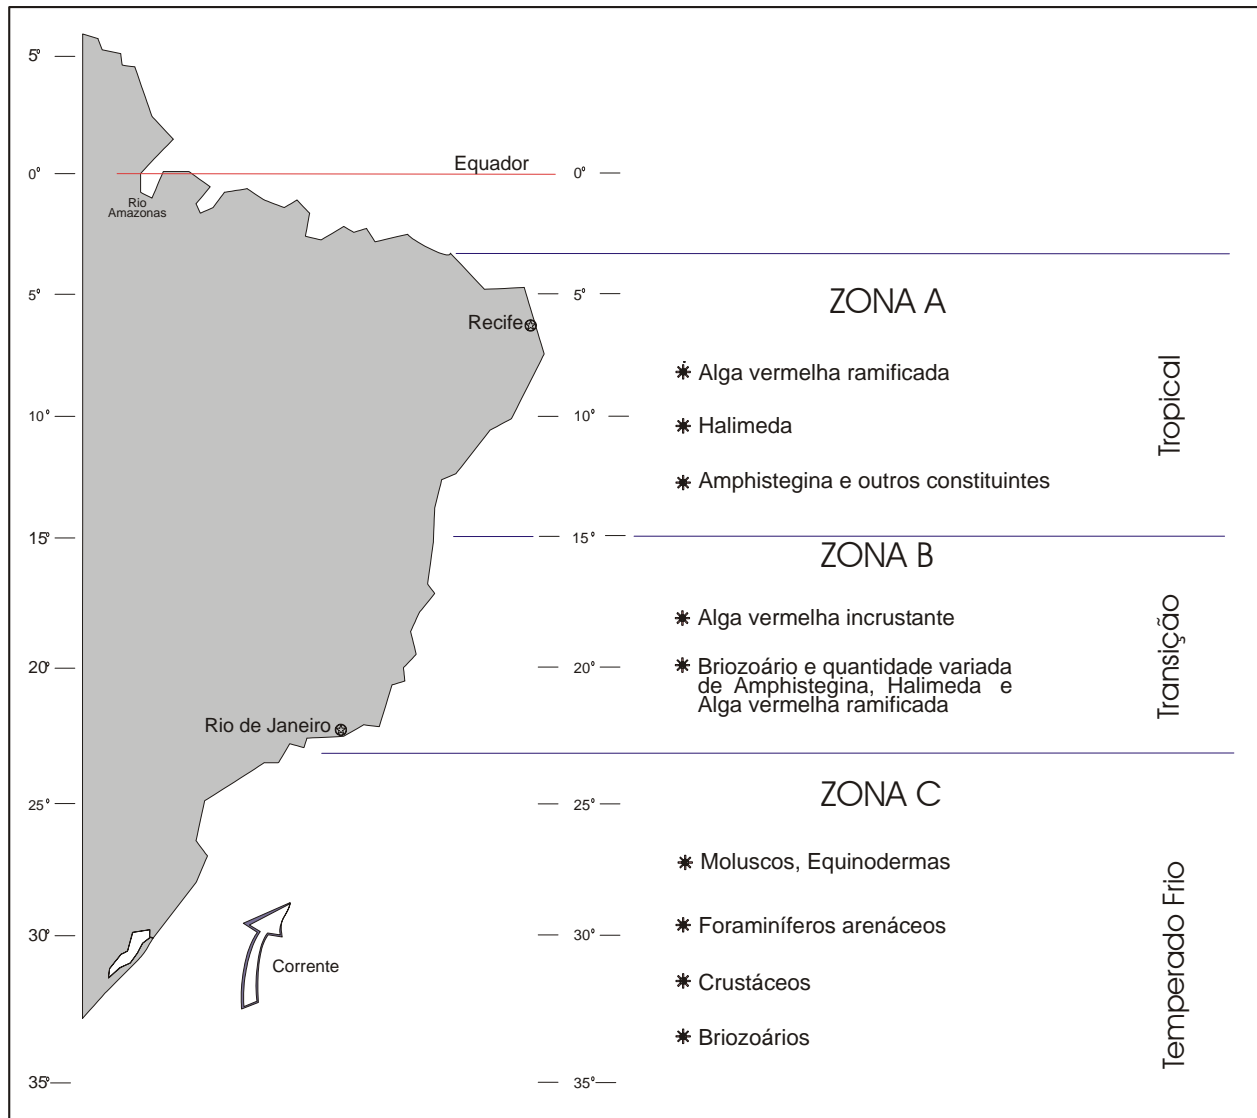 5°
0°
Equador
0°
Rio
Amazonas
5°
5°
ZONA A
Recife
Alga vermelha ramificada
Tropical
10°
10°
Halimeda
Amphistegina e outros constituintes
15°
15°
ZONA B
Alga vermelha incrustante
Transição
20°
20°
Briozoário e quantidade variada
de Amphistegina, Halimeda e
Alga vermelha ramificada
Rio de Janeiro
25°
25°
ZONA C
Moluscos, Equinodermas
Temperado Frio
30°
30°
Foraminíferos arenáceos
Corrente
Crustáceos
Briozoários
35°
35°